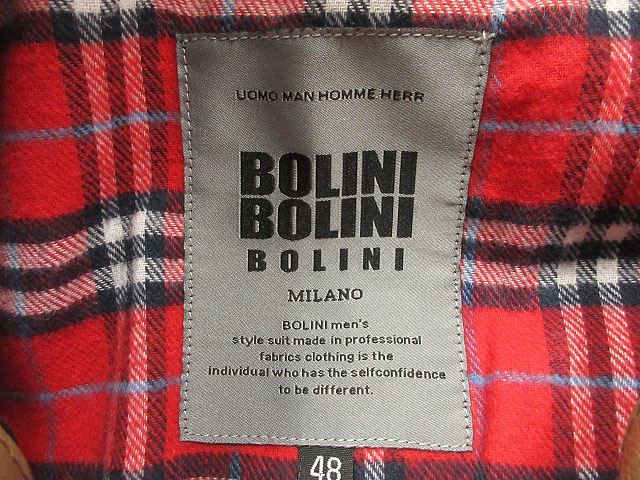 UOMO MAN HOMME HERR
BOLINI
BOLINI
BOLINI
MILANO
BOLINI men's
style suit made in professional
fabrics clothing is the
individual who has the selfconfidence
to be different.
48